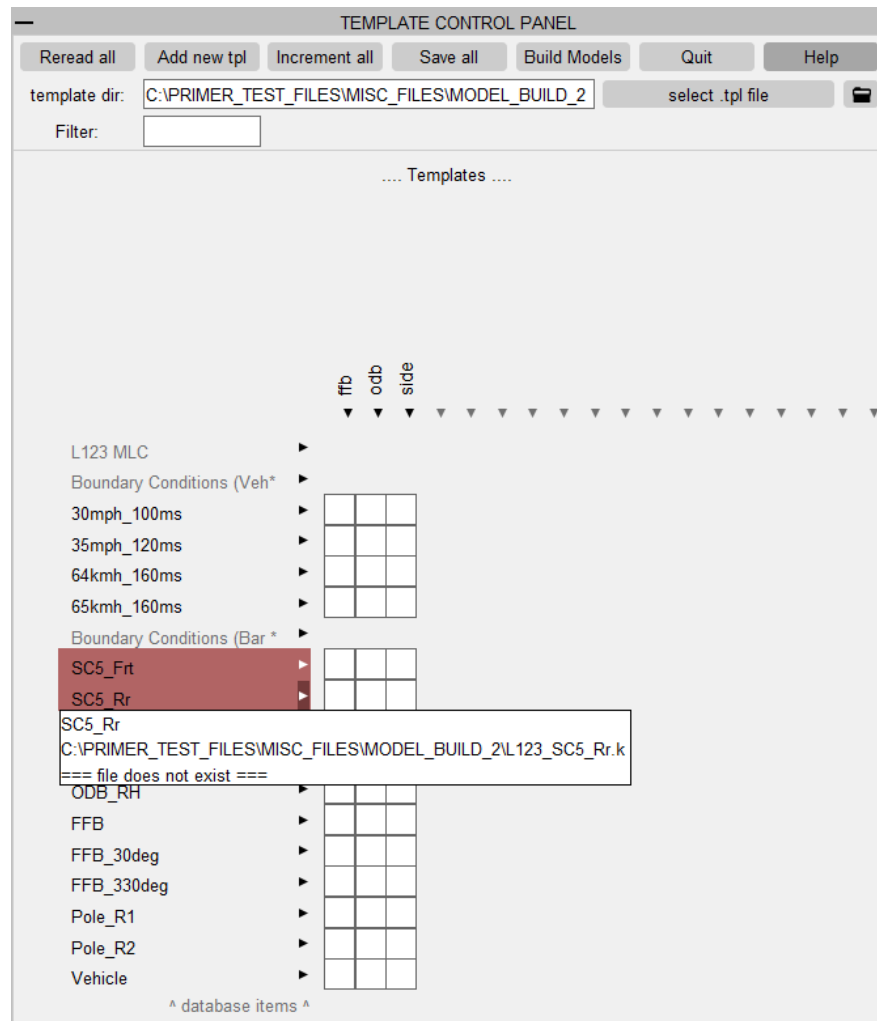 TEMPLATE CONTROL PANEL
Reread all Add new tpl Increment all Save all Build Models Quit Help
template dir: C:\PRIMER_TEST_FILES\MISC_FILES\MODEL_BUILD_2 select .tpl file
Filter:
.... Templates ....
ffb odb side
L123 MLC
Boundary Conditions (Veh*
30mph_100ms
35mph_120ms
64kmh_160ms
65kmh_160ms
Boundary Conditions (Bar *
SC5_Frt
SC5_Rr
SC5_Rr
C:\PRIMER_TEST_FILES\MISC_FILES\MODEL_BUILD_2\L123_SC5_Rr.k
=== file does not exist ===
ODB_RH
FFB
FFB_30deg
FFB_330deg
Pole_R1
Pole_R2
Vehicle
^ database items ^